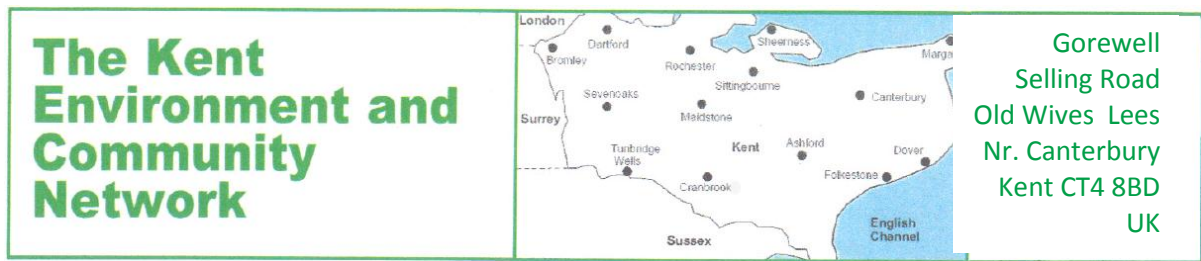 The Kent
Environment and
Community
Network
London
Dartford
Sheerness
Marga
Bromley
Rochester
Sittingbourne
Sevenoaks
Canterbury
Maidstone
Surrey
Tunbridge
Wells
Kent
Ashford
Dover
Folkestone
Cranbrook
English
Channel
Sussex
Gorewell
Selling Road
Old Wives Lees
Nr. Canterbury
Kent CT4 8BD
UK